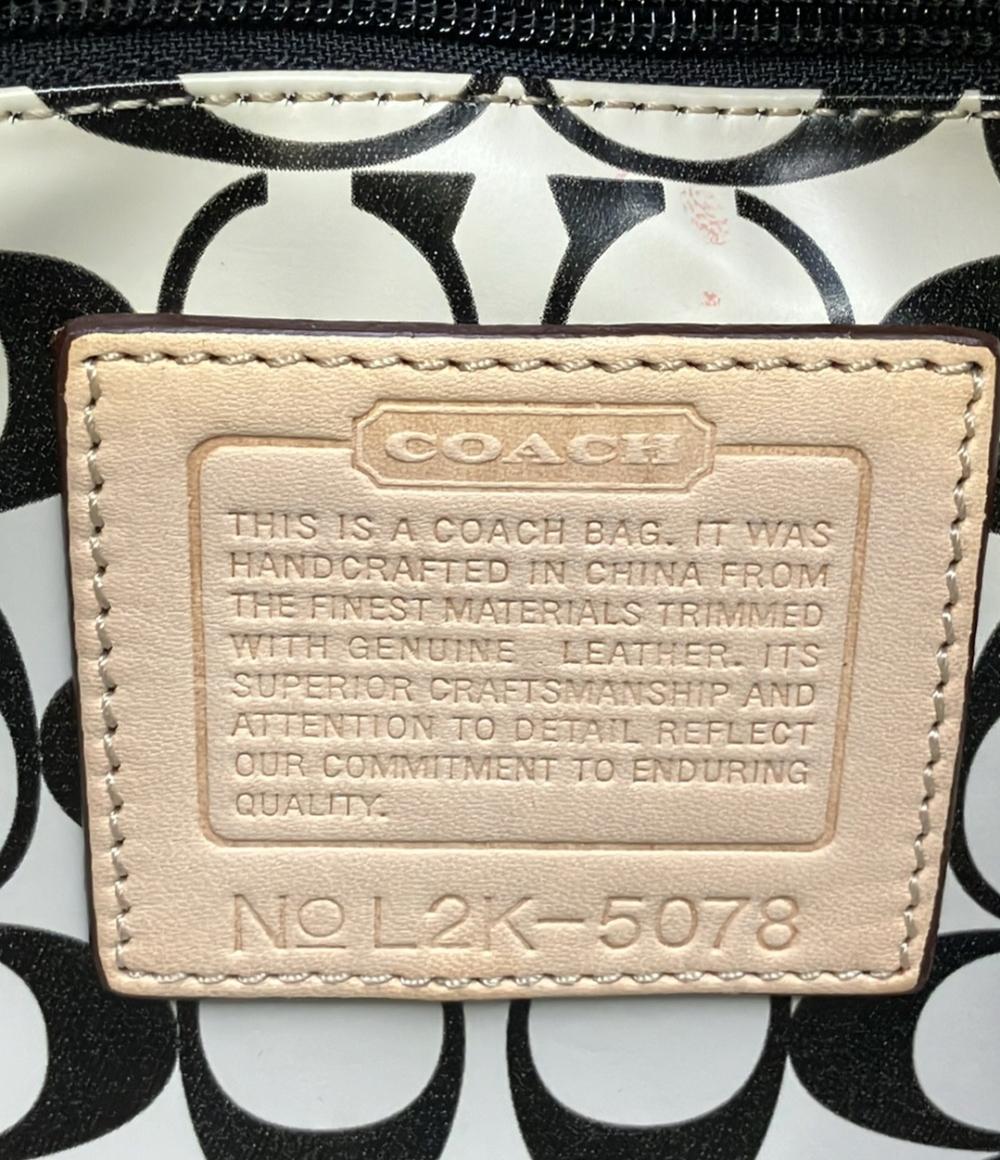 COACH
THIS IS A COACH BAG. IT WAS
HANDCRAFTED IN CHINA FROM
THE FINEST MATERIALS TRIMMED
WITH GENUINE LEATHER. ITS
SUPERIOR CRAFTSMANSHIP AND
ATTENTION TO DETAIL REFLECT
OUR COMMITMENT TO ENDURING
QUALITY.
No L2K-5078